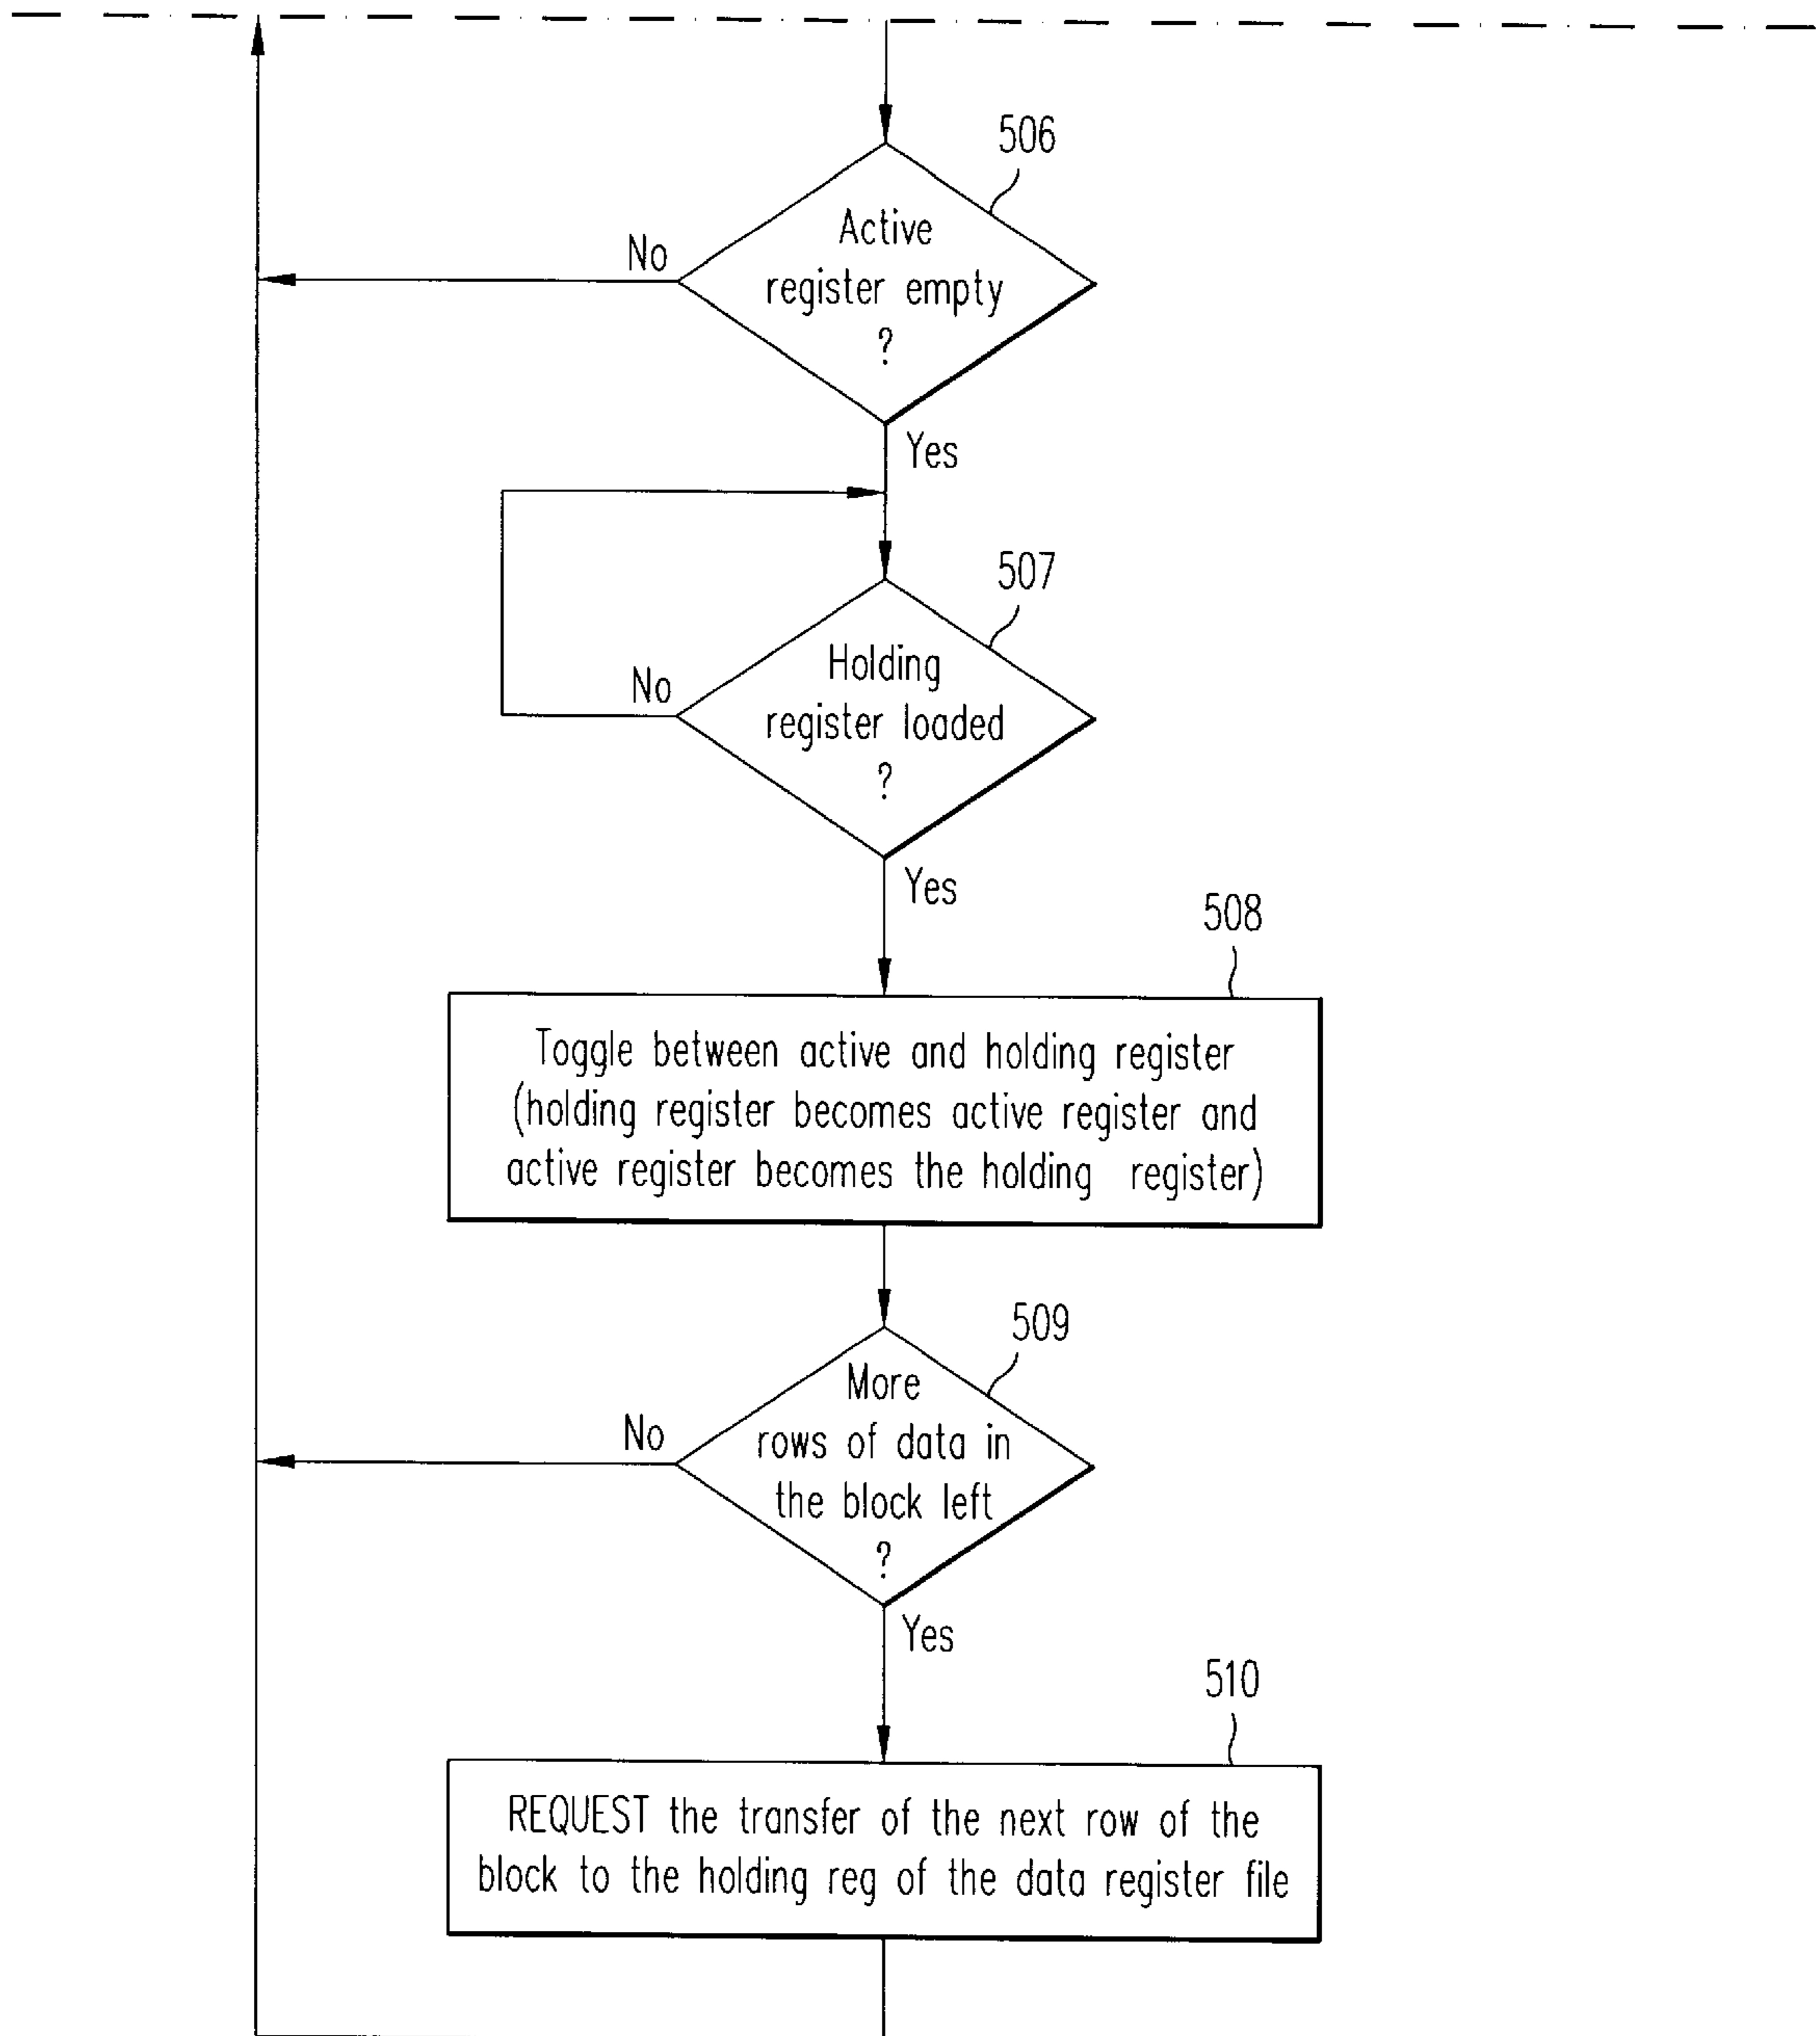 506
Active
No
register empty
?
Yes
507
Holding
No
register loaded
?
Yes
508
Toggle between active and holding register
(holding register becomes active register and
active register becomes the holding register)
509
More
No
rows of data in
the block left
?
Yes
510
REQUEST the transfer of the next row of the
block to the holding reg of the data register file